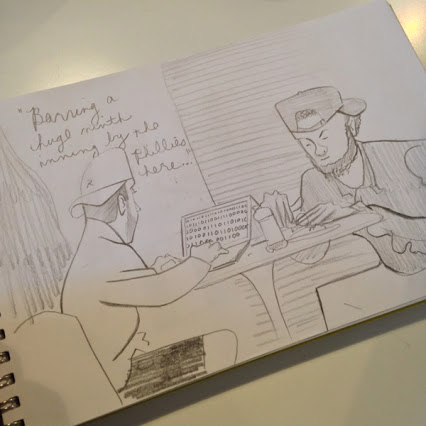 "Barring a
huge ninth
inning by the
phillies
here..."